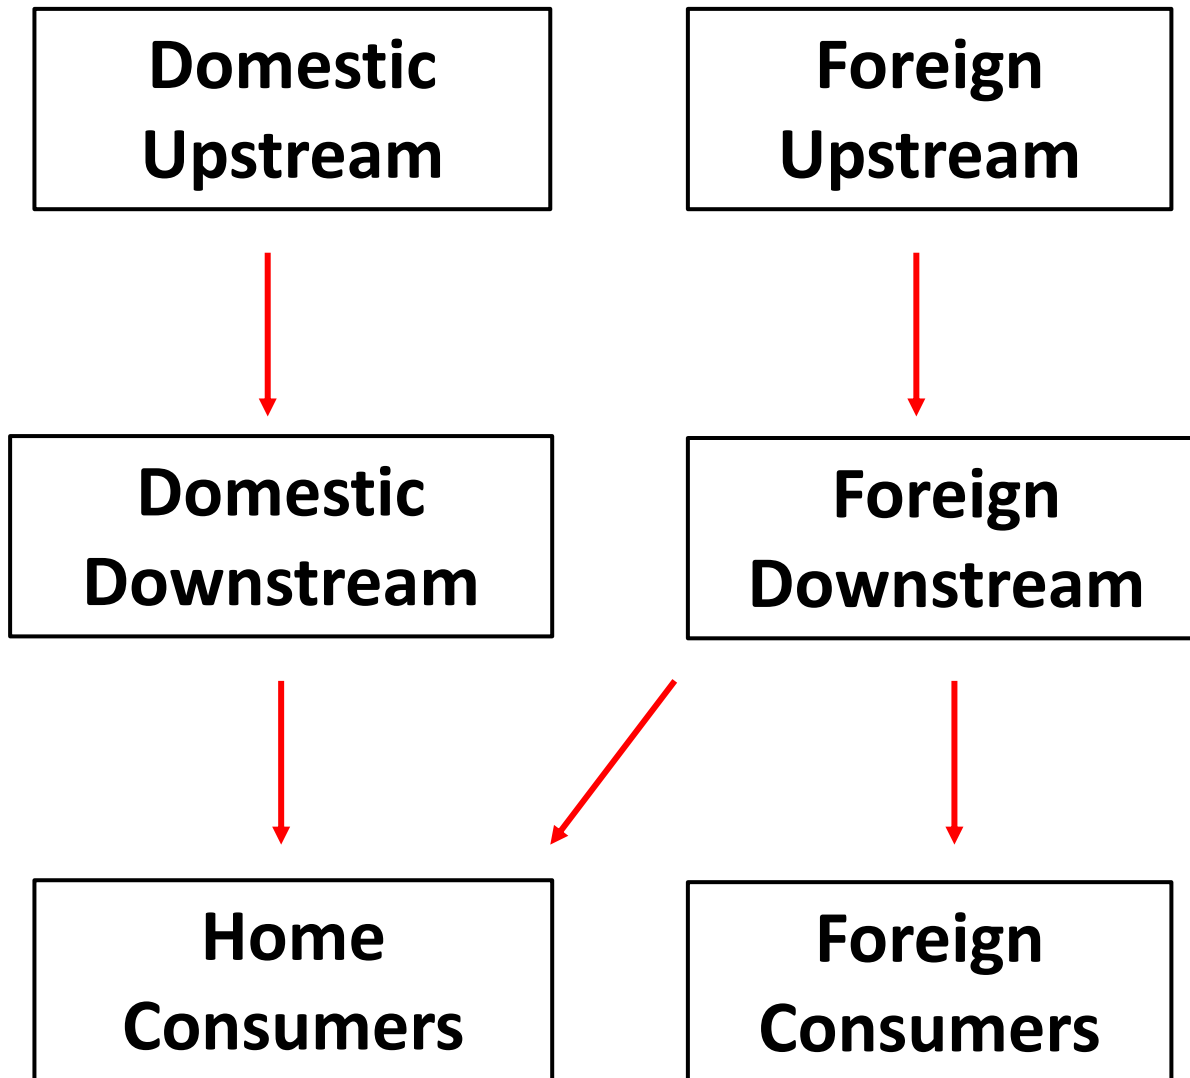 Domestic
Upstream
Foreign
Upstream
Domestic
Downstream
Foreign
Downstream
Home
Consumers
Foreign
Consumers